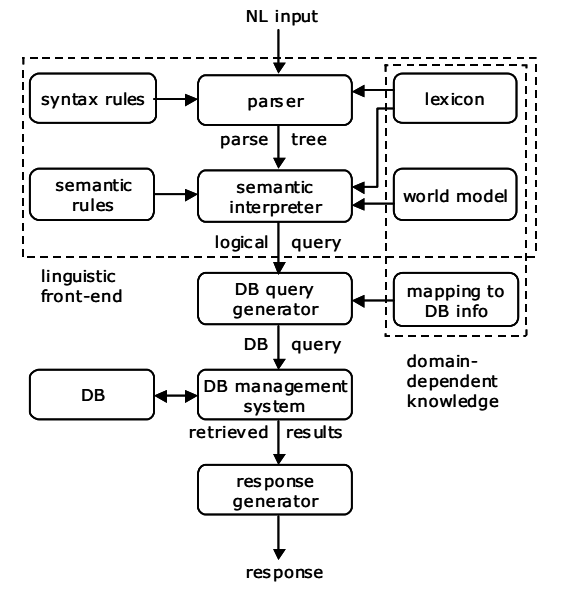 NL input
syntax rules
parser
lexicon
parse tree
semantic
rules
semantic
interpreter
world model
logical query
linguistic
front-end
DB query
generator
mapping to
DB info
DB query
domain-
dependent
knowledge
DB
DB management
system
retrieved results
response
generator
response